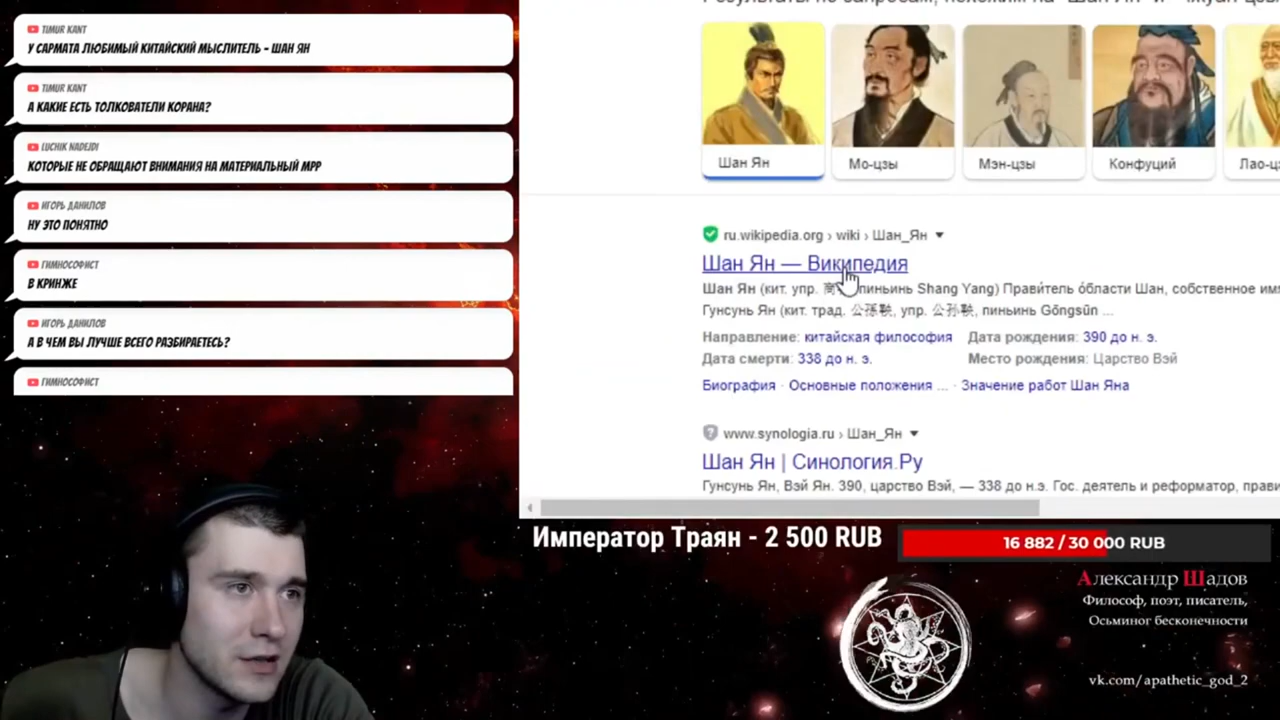 TIMUR KANT
У САРМАТА ЛЮБИМЫЙ КИТАЙСКИЙ МЫСЛИТЕЛЬ - ШАН ЯН
TIMUR KANT
А КАКИЕ ЕСТЬ ТОЛКОВАТЕЛИ КОРАНА?
LUCHIK NADEJDI
КОТОРЫЕ НЕ ОБРАЩАЮТ ВНИМАНИЯ НА МАТЕРИАЛЬНЫЙ МРР
ИГОРЬ ДАНИЛОВ
НУ ЭТО ПОНЯТНО
ГИМНОСОФИСТ
В КРИНЖЕ
ИГОРЬ ДАНИЛОВ
А В ЧЕМ ВЫ ЛУЧШЕ ВСЕГО РАЗБИРАЕТЕСЬ?
ГИМНОСОФИСТ
Шан Ян
Мо-цзы
Мэн-цзы
Конфуций
Лао-ц
ru.wikipedia.org › wiki › Шан_Ян
Шан Ян — Википедия
Шан Ян (кит. упр. 商 пиньинь Shang Yang) Прави́тель о́бласти Шан, собственное имя
Гунсунь Ян (кит. трад. 公孫鞅, упр. 公孙鞅, пиньинь Gōngsūn ...
Направление: китайская философия Дата рождения: 390 до н. э.
Дата смерти: 338 до н. э. Место рождения: Царство Вэй
Биография · Основные положения ... · Значение работ Шан Яна
www.synologia.ru › Шан_Ян
Шан Ян | Синология.Ру
Гунсунь Ян, Вэй Ян. 390, царство Вэй, — 338 до н.э. Гос. деятель и реформатор, прави
Император Траян - 2 500 RUB
16 882 / 30 000 RUB
Александр Шадов
Философ, поэт, писатель,
Осьминог бесконечности
vk.com/apathetic_god_2